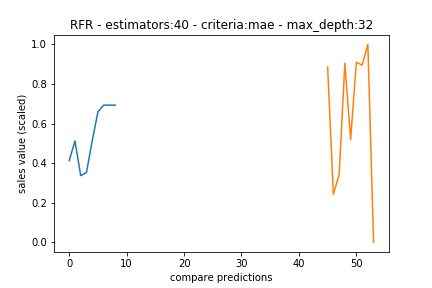 RFR - estimators:40 - criteria:mae - max_depth:32
1.0
0.8
0.6
0.4
0.2
0.0
sales value (scaled)
0 10 20 30 40 50
compare predictions